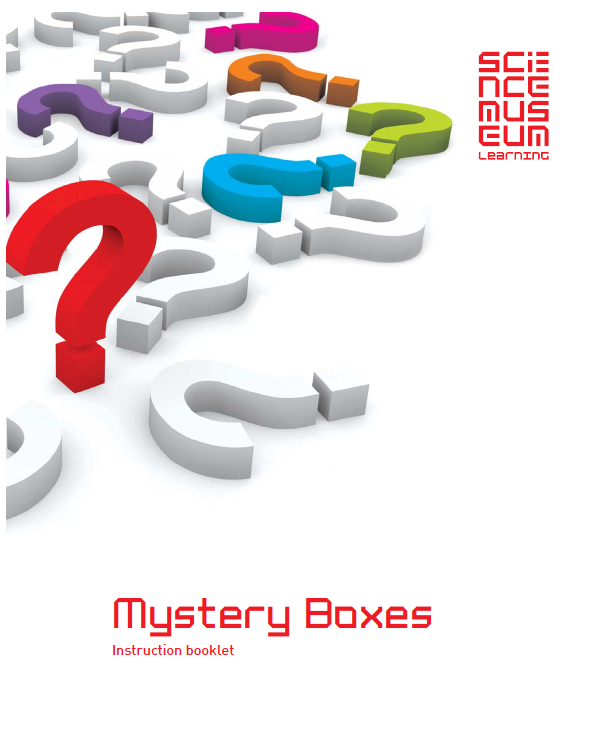 SCIE
NCE
MUS
EUM
Learning
Mystery Boxes
Instruction booklet